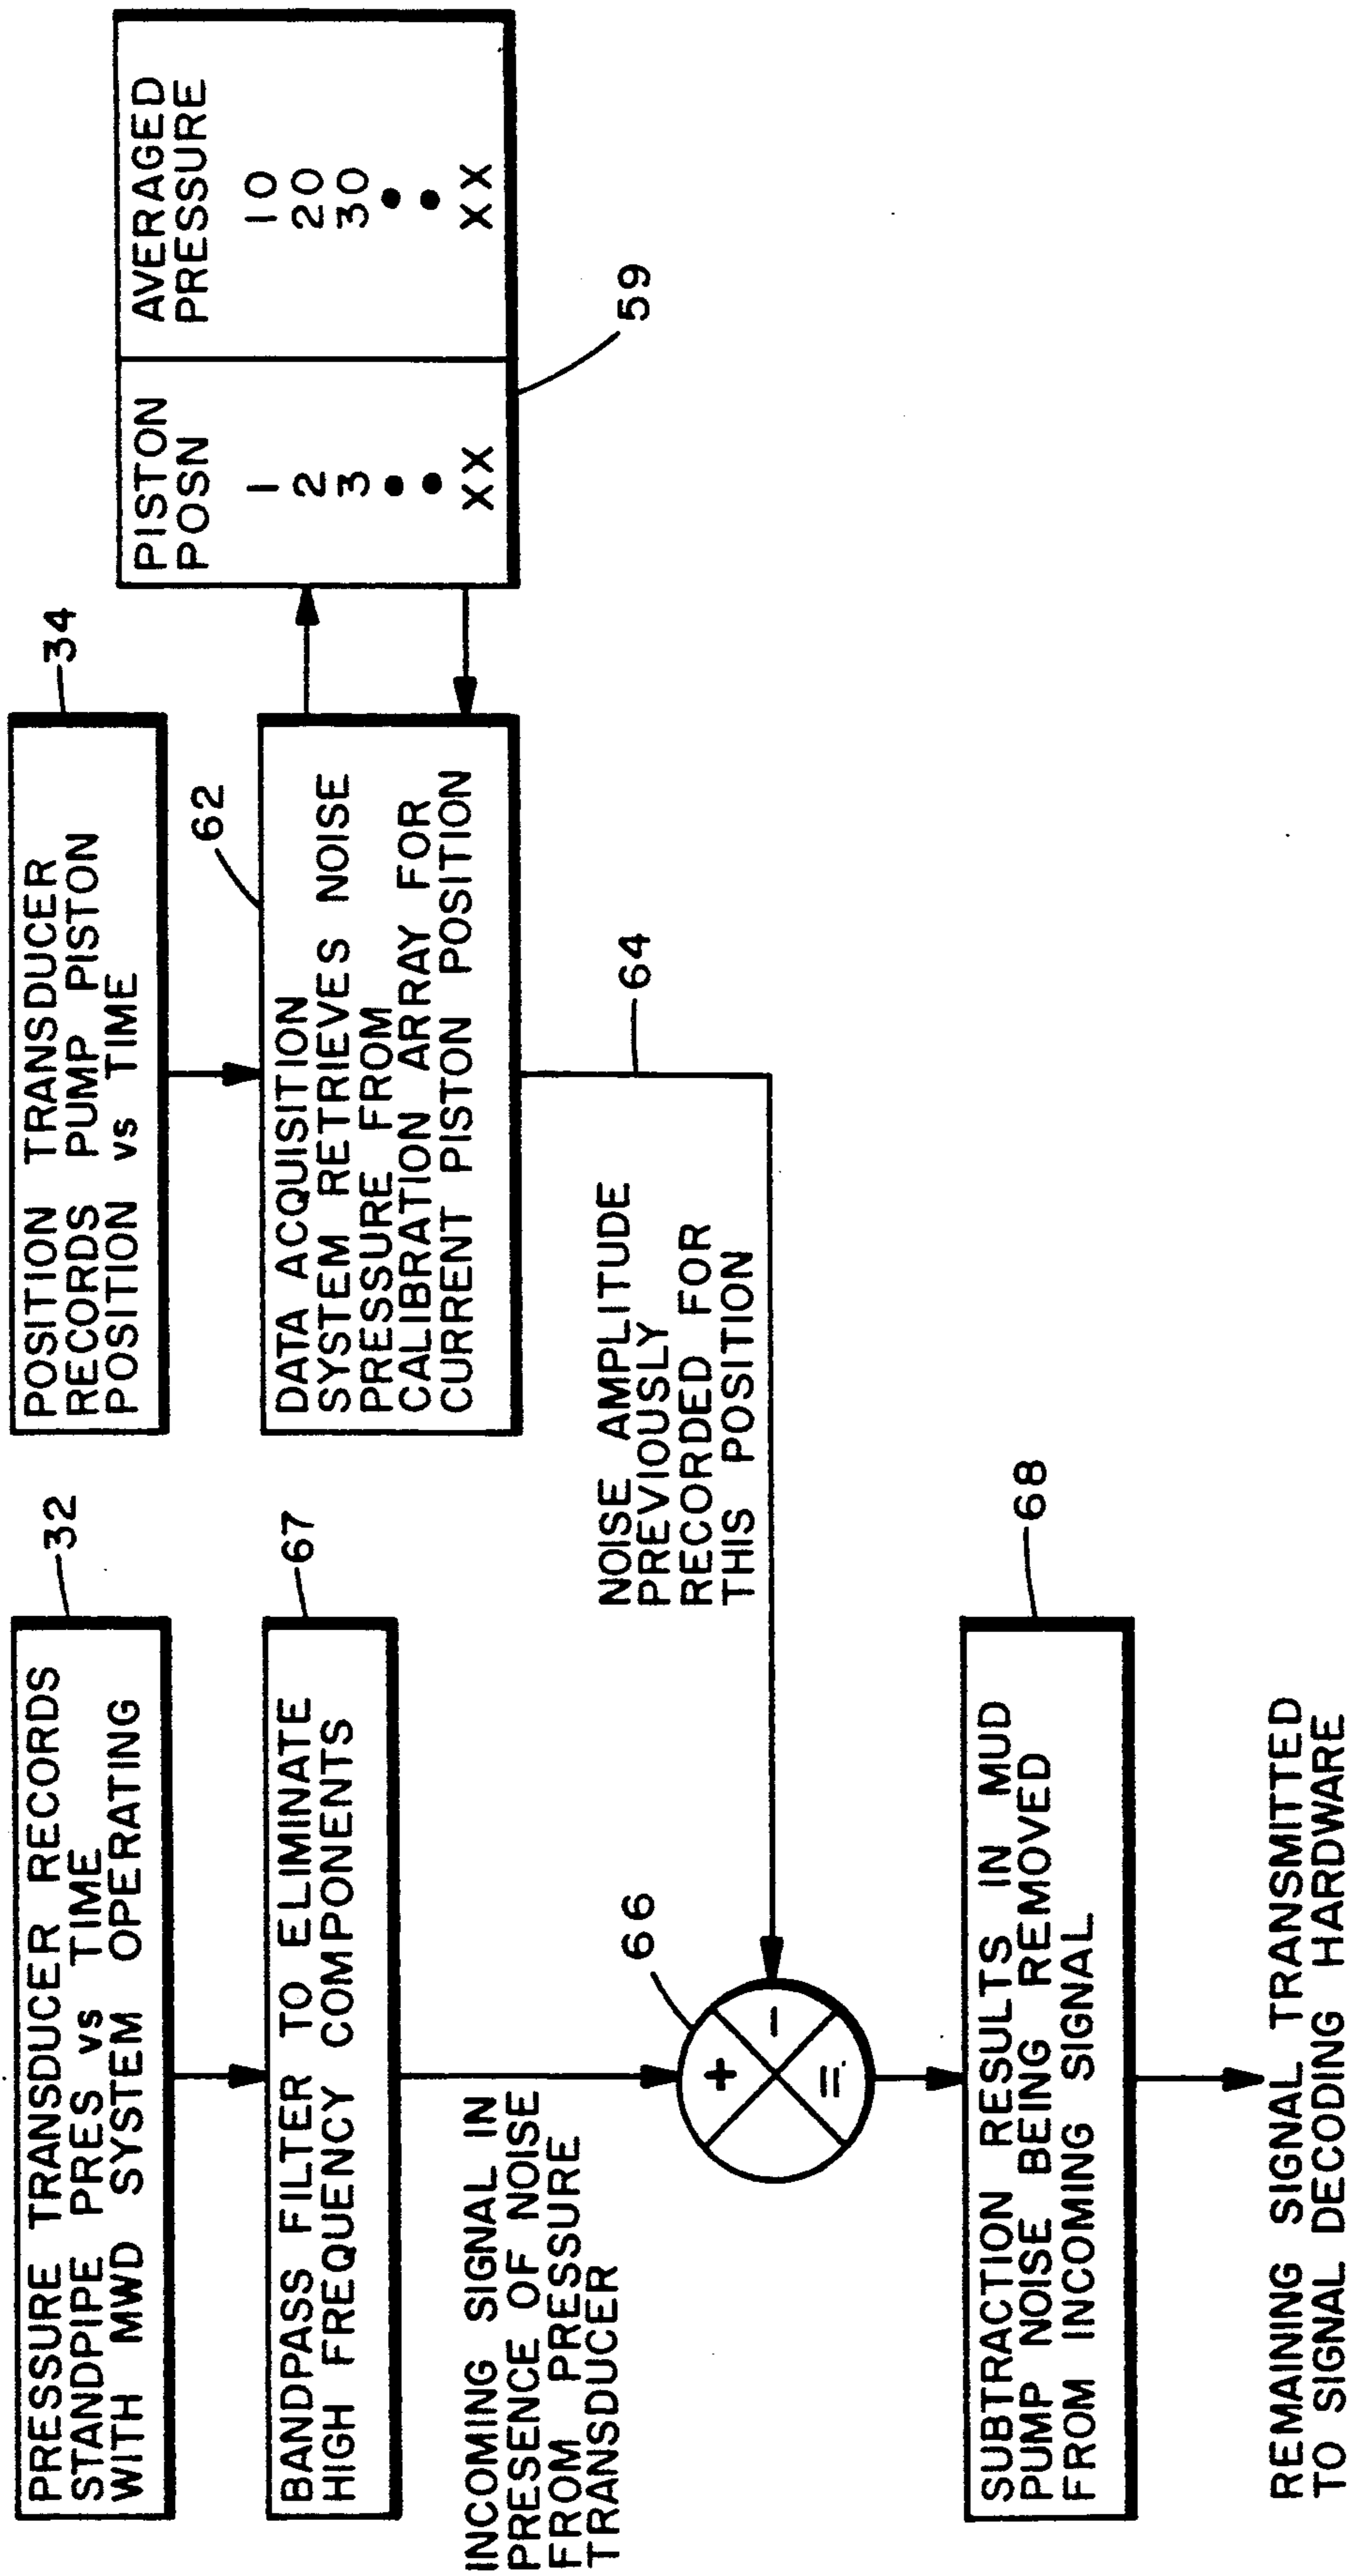 PRESSURE TRANSDUCER RECORDS
STANDPIPE PRES vs TIME
WITH MWD SYSTEM OPERATING
32
BANDPASS FILTER TO ELIMINATE
HIGH FREQUENCY COMPONENTS
67
INCOMING SIGNAL IN
PRESENCE OF NOISE
FROM PRESSURE
TRANSDUCER
POSITION TRANSDUCER
RECORDS PUMP PISTON
POSITION vs TIME
34
62
DATA ACQUISITION
SYSTEM RETRIEVES NOISE
PRESSURE FROM
CALIBRATION ARRAY FOR
CURRENT PISTON POSITION
PISTON
POSN
1
2
3
•
•
XX
AVERAGED
PRESSURE
10
20
30
•
•
XX
59
64
NOISE AMPLITUDE
PREVIOUSLY
RECORDED FOR
THIS POSITION
66
+
−
=
SUBTRACTION RESULTS IN MUD
PUMP NOISE BEING REMOVED
FROM INCOMING SIGNAL
68
REMAINING SIGNAL TRANSMITTED
TO SIGNAL DECODING HARDWARE